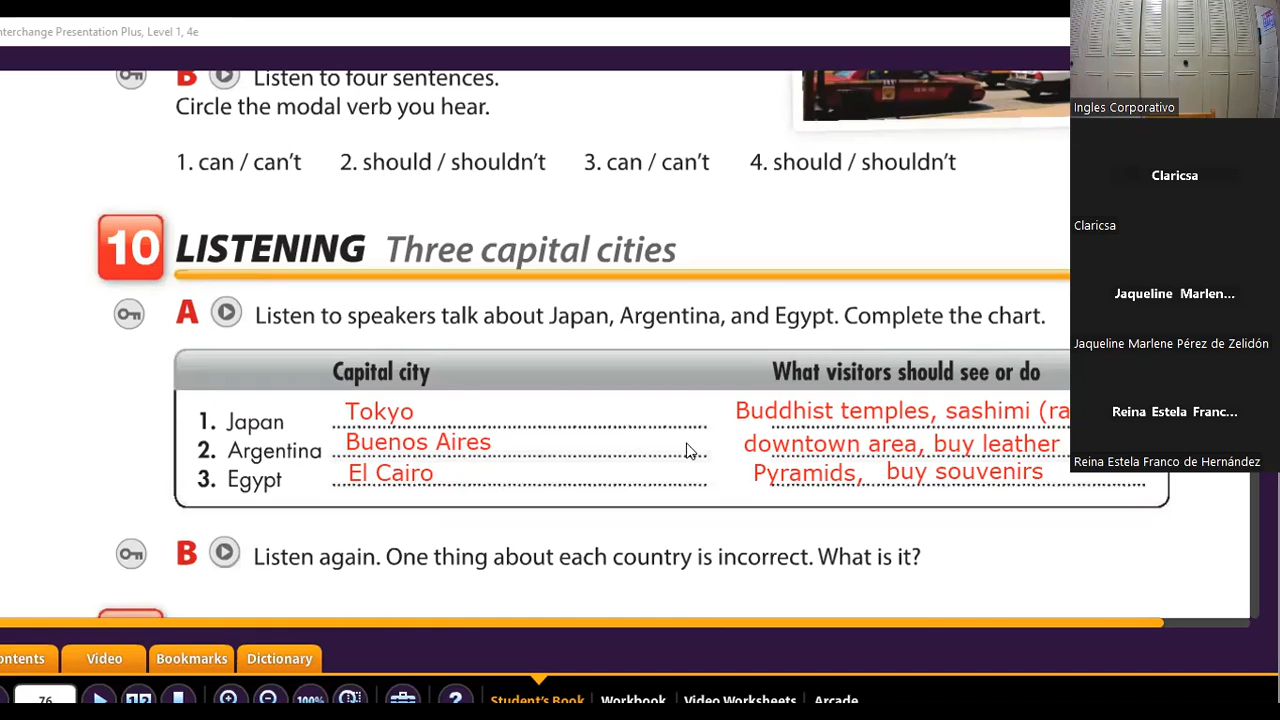 nterchange Presentation Plus, Level 1, 4e
B Listen to four sentences.
Circle the modal verb you hear.
1. can / can't 2. should / shouldn't 3. can / can't 4. should / shouldn't
10 LISTENING Three capital cities
A Listen to speakers talk about Japan, Argentina, and Egypt. Complete the chart.
Capital city What visitors should see or do
1. Japan Tokyo Buddhist temples, sashimi (ra
2. Argentina Buenos Aires downtown area, buy leather
3. Egypt El Cairo Pyramids, buy souvenirs
B Listen again. One thing about each country is incorrect. What is it?
ontents Video Bookmarks Dictionary
76 100% ? Student's Book Workbook Video Worksheets Arcade
Ingles Corporativo
Claricsa
Claricsa
Jaqueline Marlen...
Jaqueline Marlene Pérez de Zelidón
Reina Estela Franc...
Reina Estela Franco de Hernández